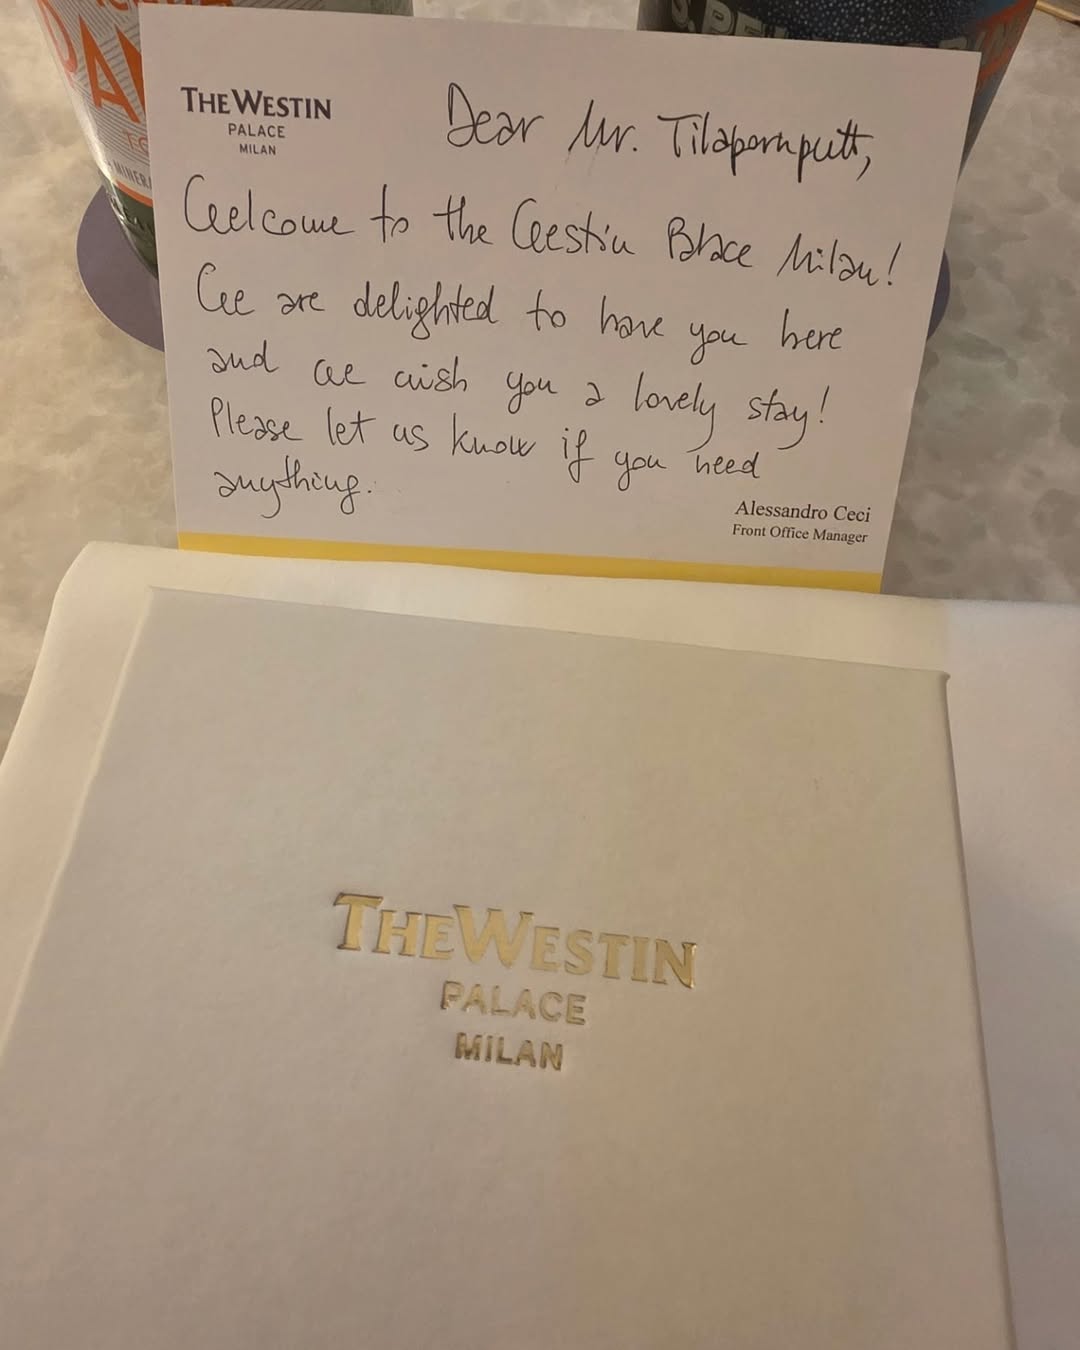 THE WESTIN
PALACE
MILAN
Dear Mr. Tilapornputt,
Welcome to the Westin Palace Milan!
We are delighted to have you here
and we wish you a lovely stay!
Please let us know if you need
anything.
Alessandro Ceci
Front Office Manager
THE WESTIN
PALACE
MILAN